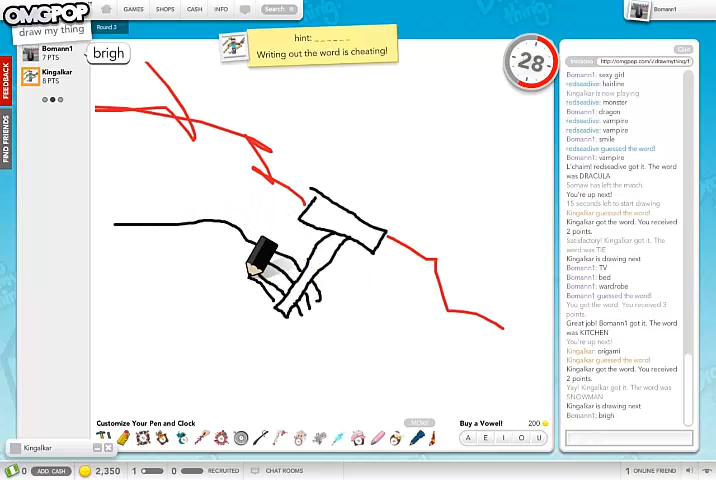 OMGPOP
draw my thing
GAMES
SHOPS
CASH
INFO
Search
Bomann1
Round 3
FEEDBACK
FIND FRIENDS
Bomann1
7 PTS
Kingalkar
8 PTS
brigh
hint: _ _ _ _ _ _
Writing out the word is cheating!
28
Quit
Invite
http://omgpop.com/-/drawmything/f
Bomann1: sexy girl
redseadive: hairline
Kingalkar is now playing
redseadive: monster
Bomann1: dragon
redseadive: vampire
redseadive: vampire
Bomann1: smile
redseadive guessed the word!
Bomann1: vampire
L'chaim! redseadive got it. The word
was DRACULA
Somaw has left the match.
You're up next!
15 seconds left to start drawing
Kingalkar guessed the word!
Kingalkar got the word. You received
2 points.
Satisfactory! Kingalkar got it. The
word was TIE
Kingalkar is drawing next
Bomann1: TV
Bomann1: bed
Bomann1: wardrobe
Bomann1 guessed the word!
You got the word. You received 3
points.
Great job! Bomann1 got it. The word
was KITCHEN
You're up next!
Kingalkar: origami
Kingalkar guessed the word!
Kingalkar got the word. You received
2 points.
Yay! Kingalkar got it. The word was
SNOWMAN
Kingalkar is drawing next
Bomann1: brigh
Customize Your Pen and Clock
MORE
Buy a Vowel!
200
A E I O U
Kingalkar
0
ADD CASH
2,350
1
0
RECRUITED
CHAT ROOMS
1 ONLINE FRIEND